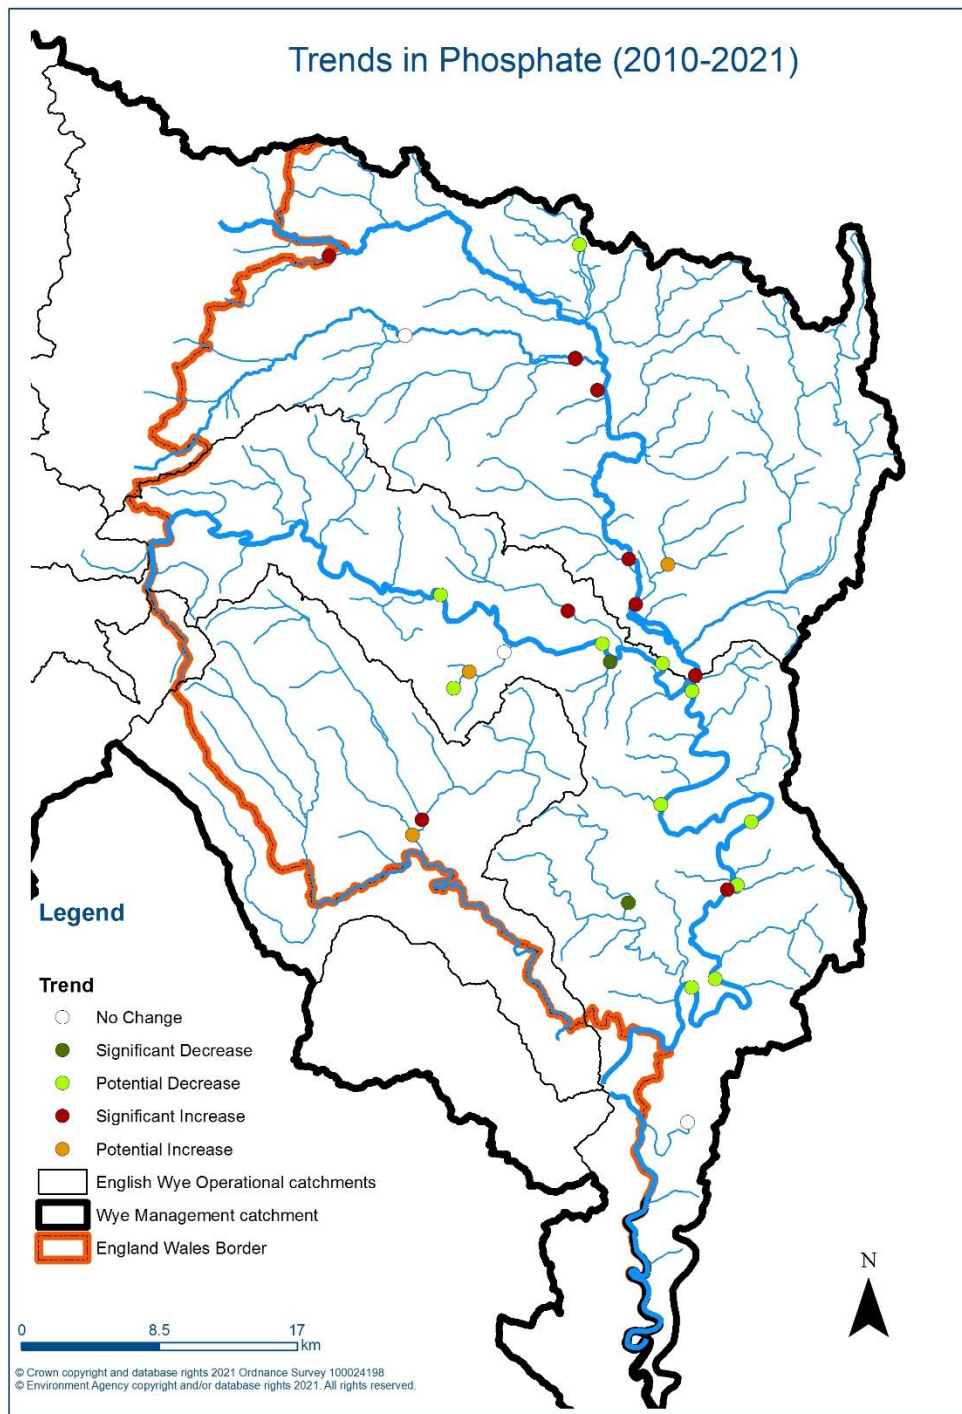 Trends in Phosphate (2010-2021)
Legend
Trend
No Change
Significant Decrease
Potential Decrease
Significant Increase
Potential Increase
English Wye Operational catchments
Wye Management catchment
England Wales Border
N
0 8.5 17
km
© Crown copyright and database rights 2021 Ordnance Survey 100024198
© Environment Agency copyright and/or database rights 2021. All rights reserved.